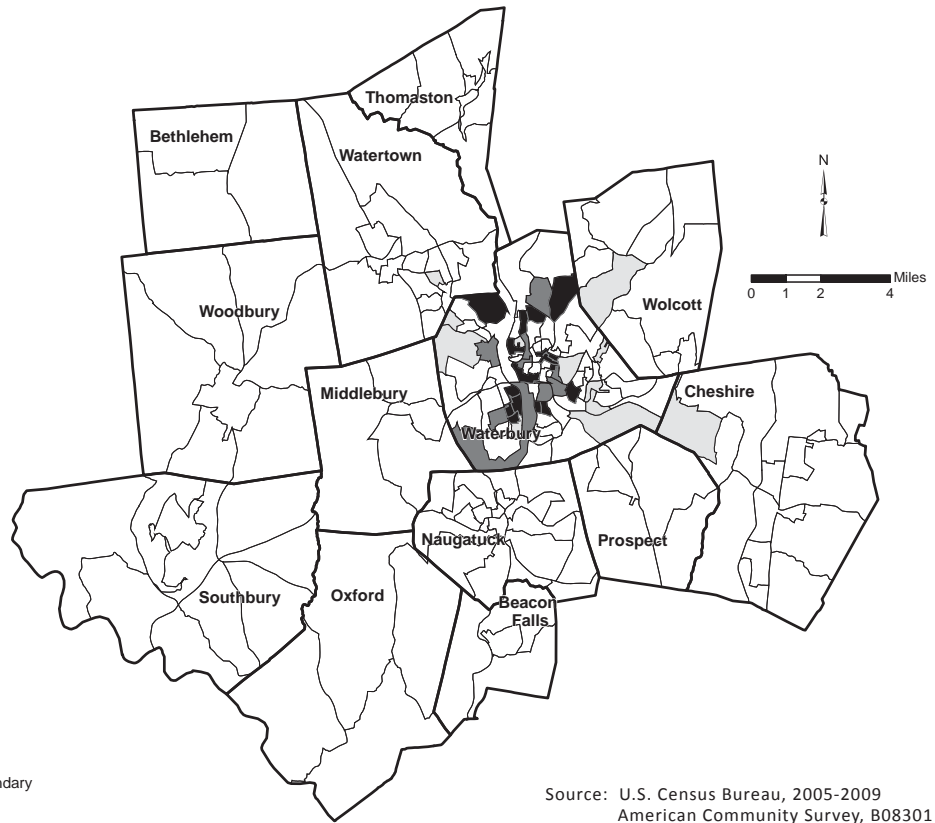 Thomaston
Bethlehem
Watertown
N
Miles
0 1 2 4
Woodbury
Wolcott
Middlebury
Cheshire
Waterbury
Naugatuck
Prospect
Southbury
Oxford
Beacon
Falls
ndary
Source: U.S. Census Bureau, 2005-2009
American Community Survey, B08301